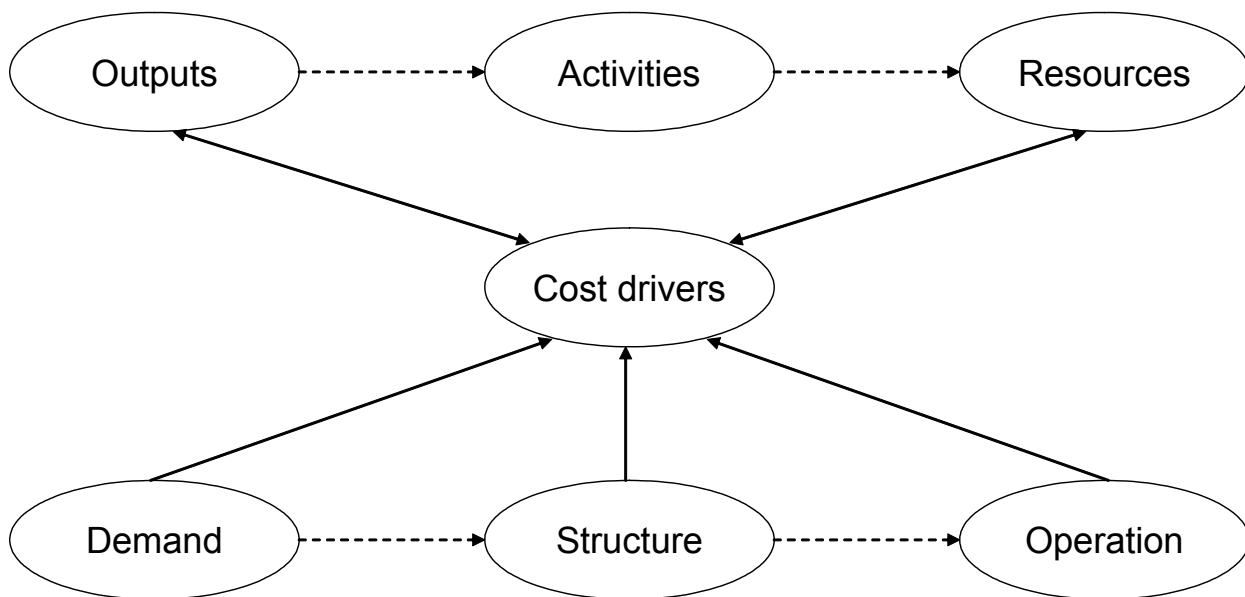 Outputs
Activities
Resources
Cost drivers
Demand
Structure
Operation